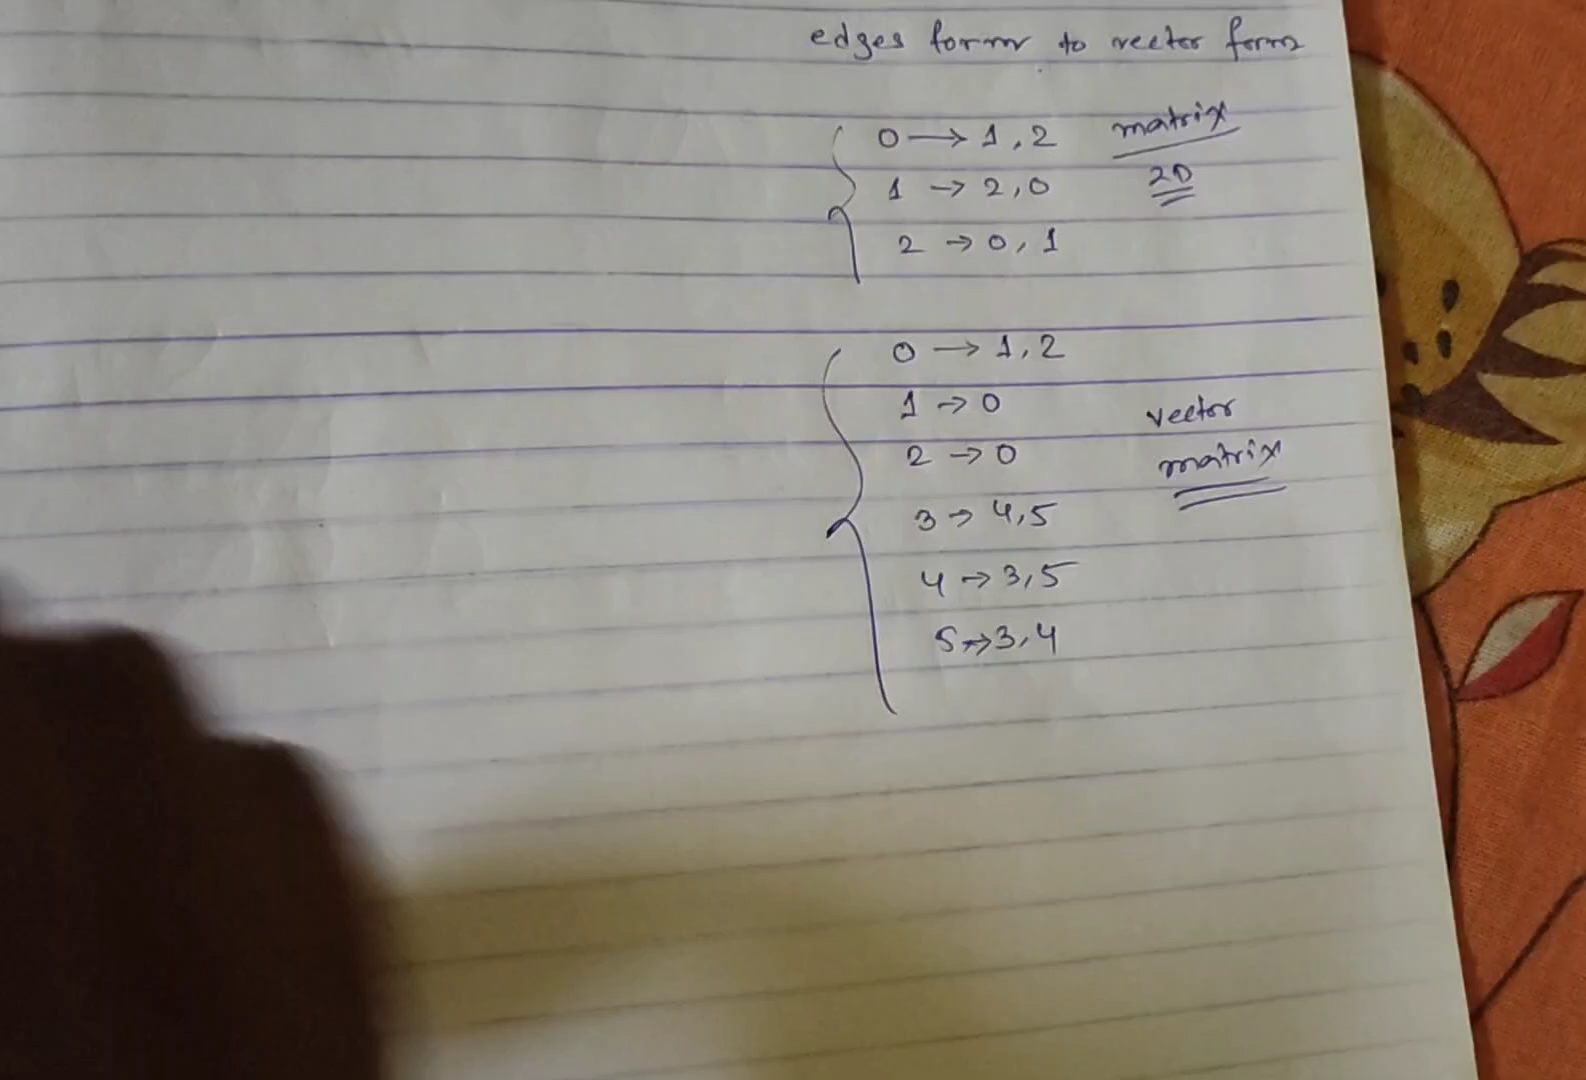 edges form to vector form
0 → 1, 2 matrix
1 → 2, 0 2D
2 → 0, 1
0 → 1, 2
1 → 0 vector
2 → 0 matrix
3 → 4, 5
4 → 3, 5
5 → 3, 4